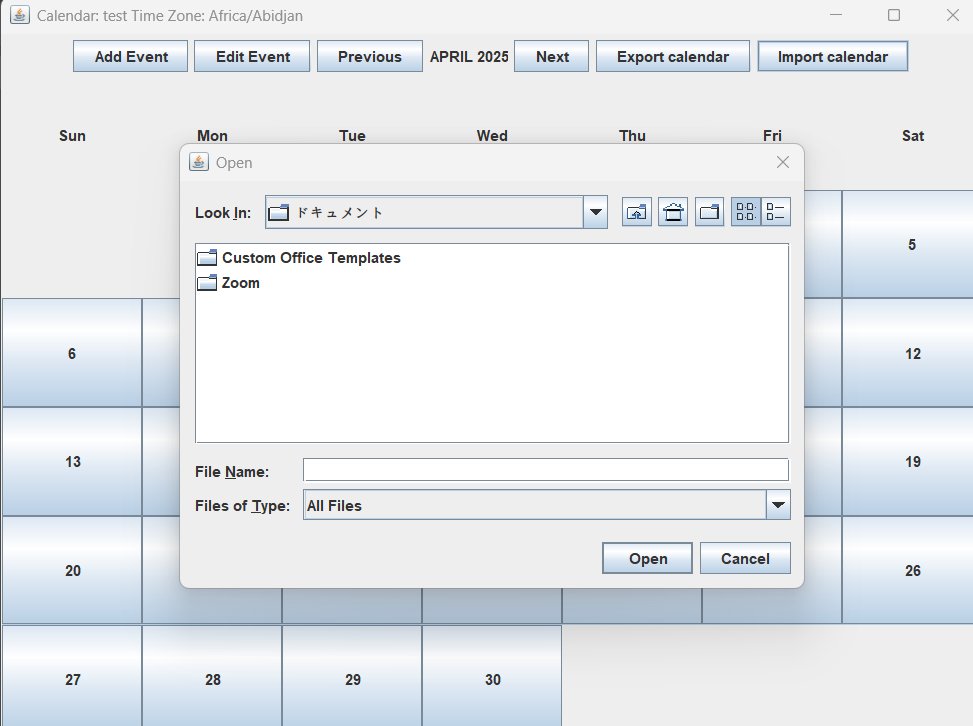 Calendar: test Time Zone: Africa/Abidjan
Add Event Edit Event Previous APRIL 2025 Next Export calendar Import calendar
Sun Mon Tue Wed Thu Fri Sat
Open
Look In: ドキュメント
Custom Office Templates
Zoom
File Name:
Files of Type: All Files
Open Cancel
5
6 12
13 19
20 26
27 28 29 30